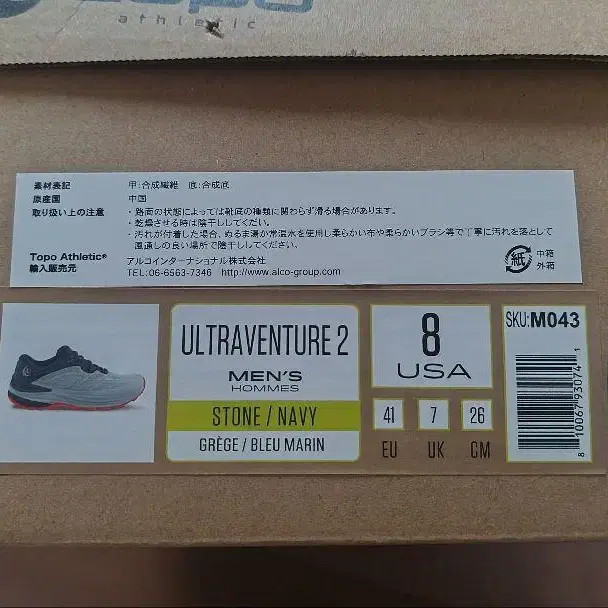 athletic
素材表記 甲:合成繊維 底:合成底
原産国 中国
取り扱い上の注意 ・路面の状態によっては靴底の種類に関わらず滑る場合があります。
・乾燥させる時は陰干ししてください。
・汚れが付着した場合、ぬるま湯か常温水を使用し柔らかい布や柔らかいブラシ等で丁寧に汚れを落として
風通しの良い場所で陰干ししてください。
Topo Athletic® アルコインターナショナル株式会社
輸入販売元 TEL:06-6563-7346 http://www.alco-group.com/
紙 中箱
外箱
ULTRAVENTURE 2
MEN'S
HOMMES
STONE / NAVY
GRÈGE / BLEU MARIN
8
USA
41 7 26
EU UK CM
SKU:M043
8 10067 93074 1